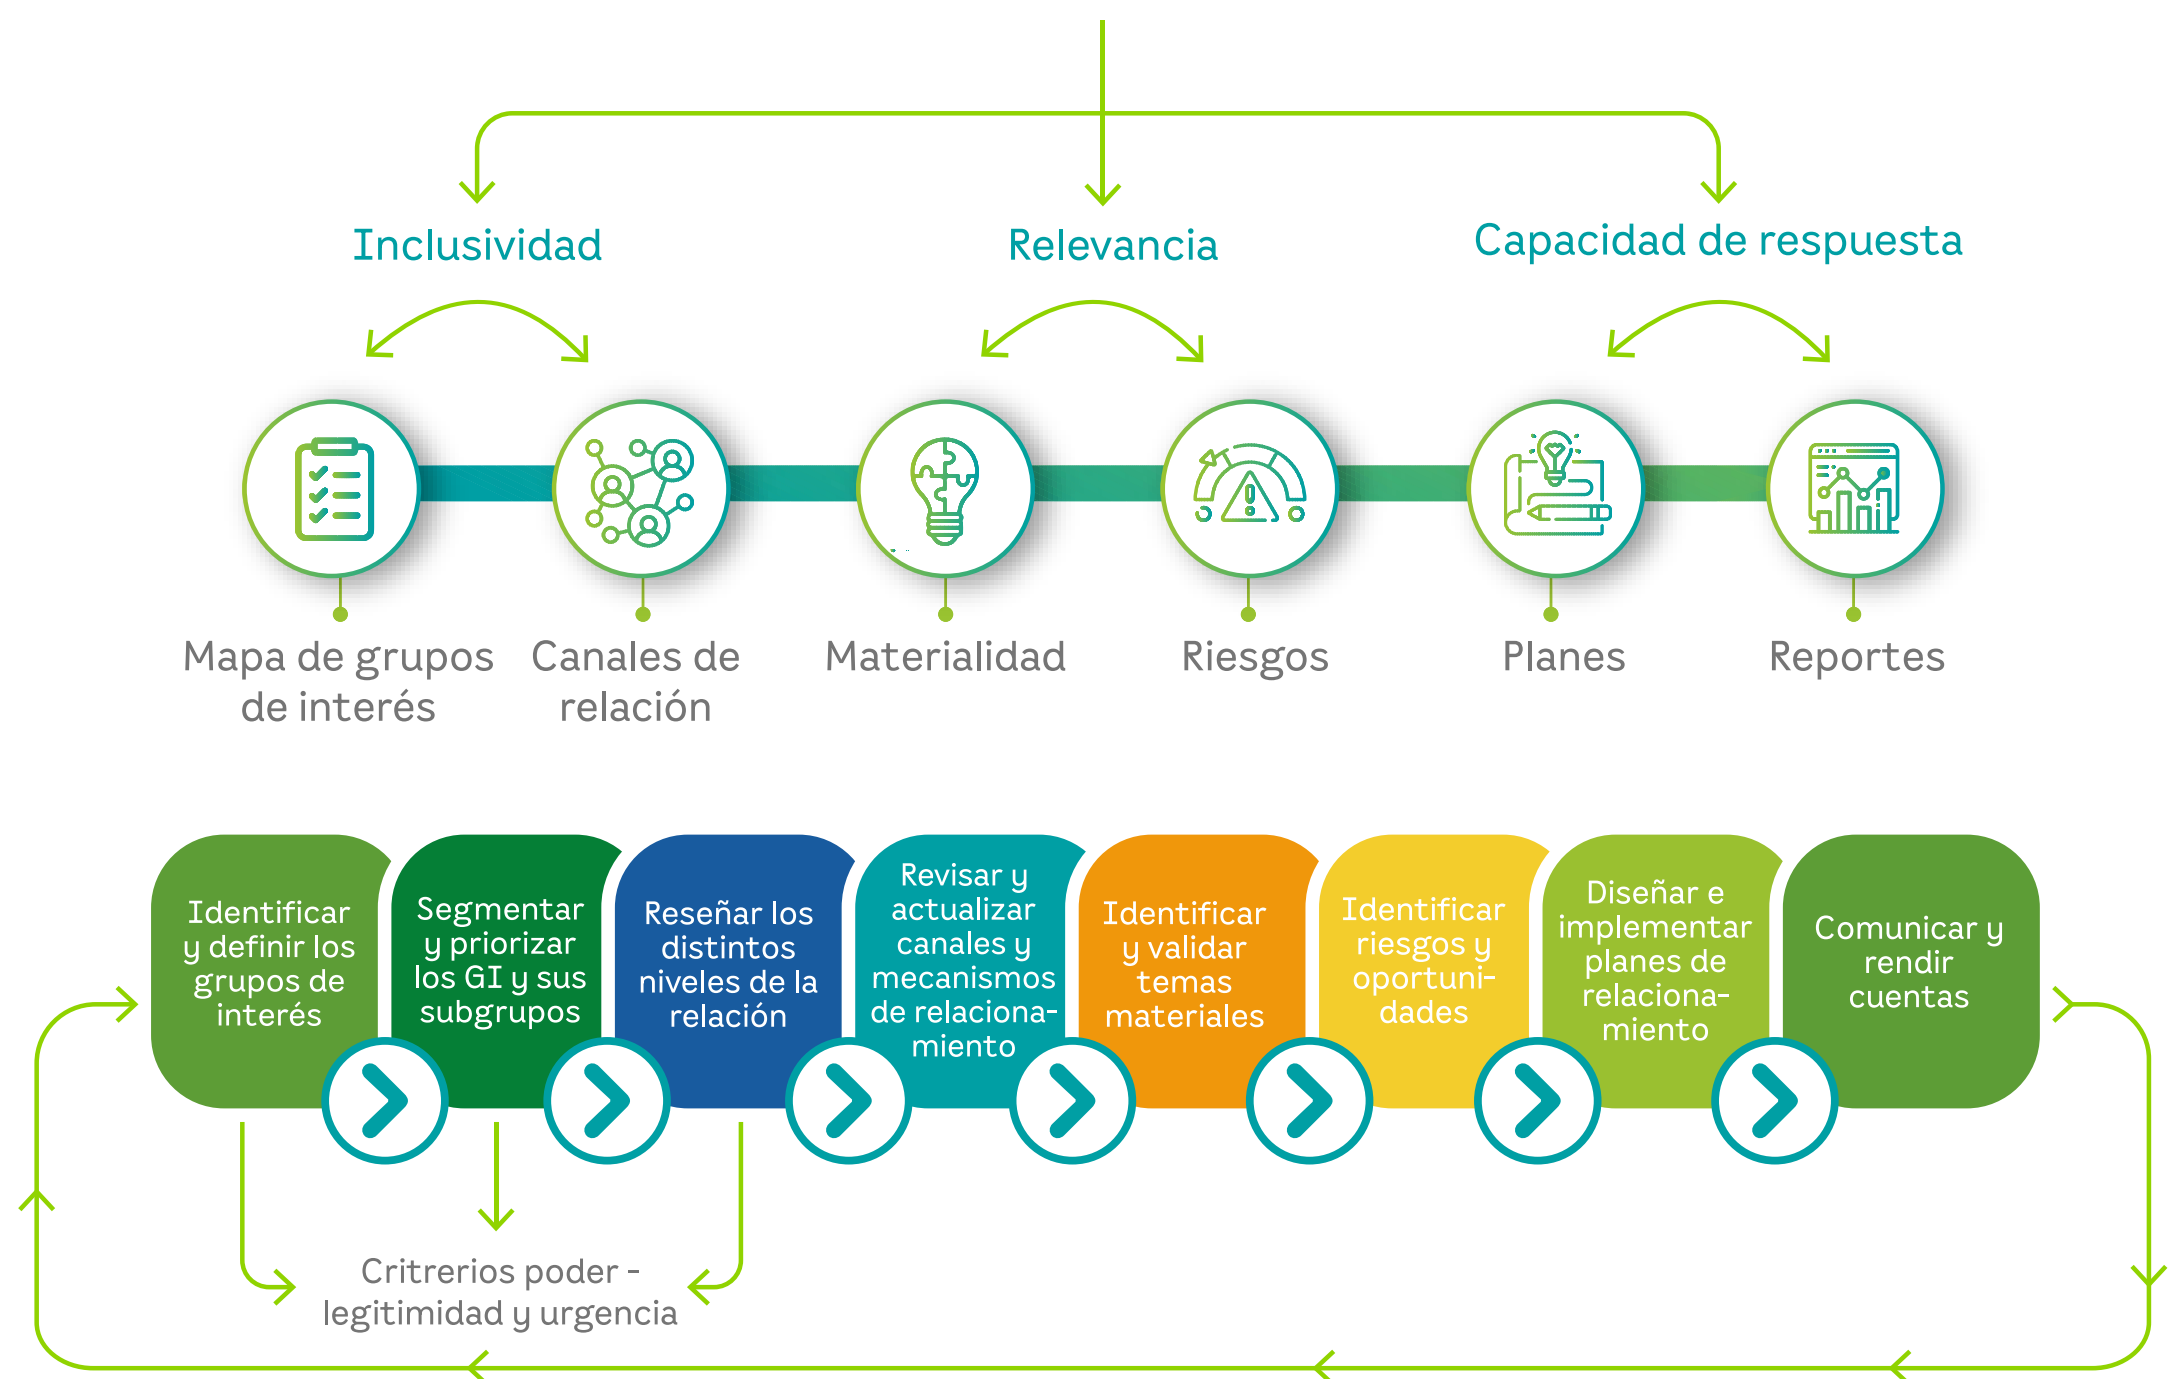 Inclusividad
Relevancia
Capacidad de respuesta
Mapa de grupos
de interés
Canales de
relación
Materialidad
Riesgos
Planes
Reportes
Identificar
y definir los
grupos de
interés
Segmentar
y priorizar
los GI y sus
subgrupos
Reseñar los
distintos
niveles de la
relación
Revisar y
actualizar
canales y
mecanismos
de relaciona-
miento
Identificar
y validar
temas
materiales
Identificar
riesgos y
oportuni-
dades
Diseñar e
implementar
planes de
relaciona-
miento
Comunicar y
rendir
cuentas
Critrerios poder -
legitimidad y urgencia